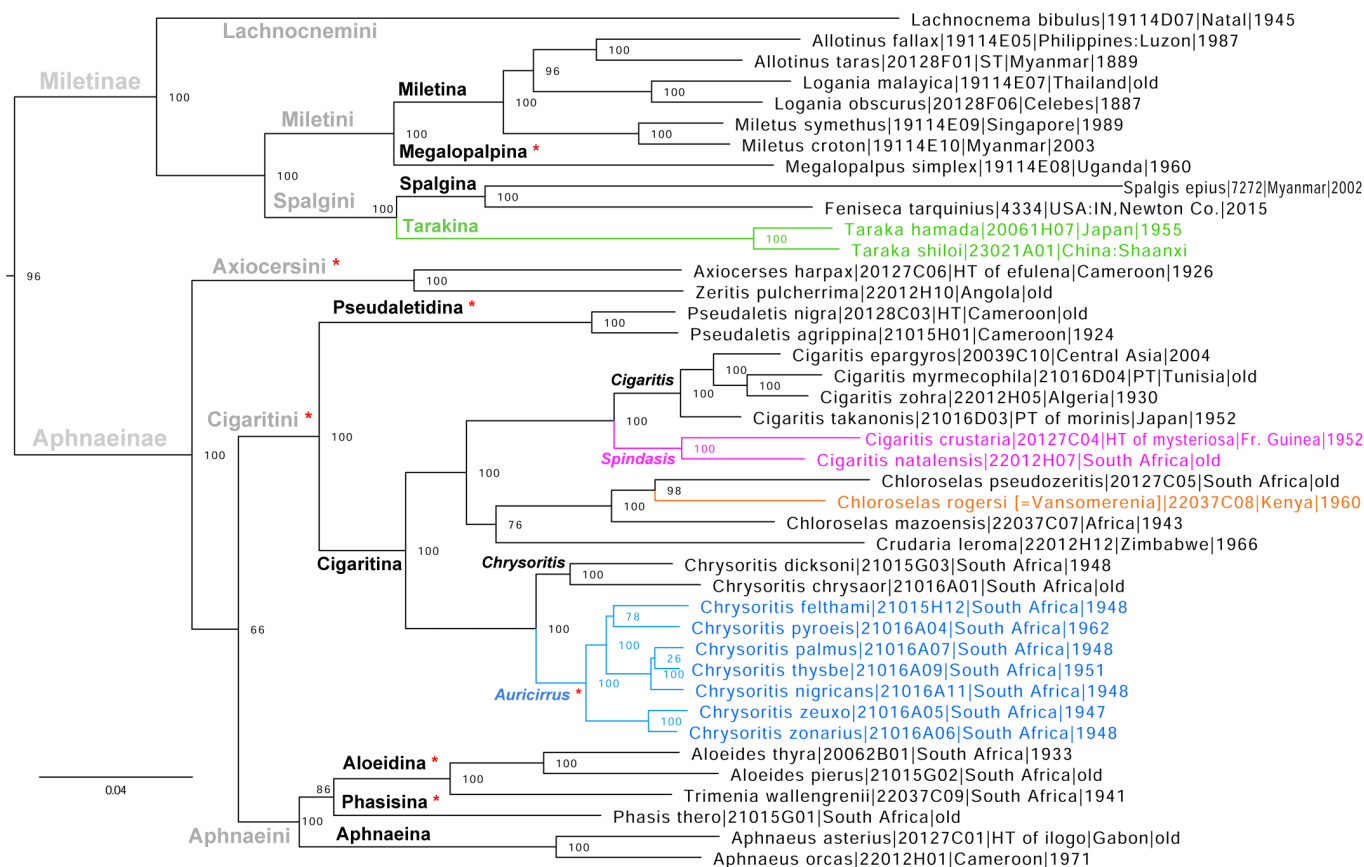 Lachnocnema bibulus|19114D07|Natal|1945
Lachnocnemini
Allotinus fallax|19114E05|Philippines:Luzon|1987
100
Allotinus taras|20128F01|ST|Myanmar|1889
96
Miletinae
Logania malayica|19114E07|Thailand|old
Miletina
100
100
Logania obscurus|20128F06|Celebes|1887
100
Miletini
Miletus symethus|19114E09|Singapore|1989
100
100
Miletus croton|19114E10|Myanmar|2003
Megalopalpina *
Megalopalpus simplex|19114E08|Uganda|1960
100
Spalgina
Spalgis epius|7272|Myanmar|2002
100
Spalgini
100
Feniseca tarquinius|4334|USA:IN,Newton Co.|2015
Tarakina
Taraka hamada|20061H07|Japan|1955
100
Taraka shiloi|23021A01|China:Shaanxi
Axiocersini *
96
Axiocerses harpax|20127C06|HT of efulena|Cameroon|1926
100
Zeritis pulcherrima|22012H10|Angola|old
Pseudaletidina *
Pseudaletis nigra|20128C03|HT|Cameroon|old
100
Pseudaletis agrippina|21015H01|Cameroon|1924
Cigaritis epargyros|20039C10|Central Asia|2004
100
Cigaritis
Cigaritis myrmecophila|21016D04|PT|Tunisia|old
100
100
Cigaritis zohra|22012H05|Algeria|1930
Cigaritini *
Cigaritis takanonis|21016D03|PT of morinis|Japan|1952
100
100
Aphnaeinae
Cigaritis crustaria|20127C04|HT of mysteriosa|Fr. Guinea|1952
100
100
Spindasis
Cigaritis natalensis|22012H07|South Africa|old
100
Chloroselas pseudozeritis|20127C05|South Africa|old
98
Chloroselas rogersi [=Vansomerenia]|22037C08|Kenya|1960
100
Chloroselas mazoensis|22037C07|Africa|1943
76
Crudaria leroma|22012H12|Zimbabwe|1966
100
Cigaritina
Chrysoritis
Chrysoritis dicksoni|21015G03|South Africa|1948
100
Chrysoritis chrysaor|21016A01|South Africa|old
Chrysoritis felthami|21015H12|South Africa|1948
78
100
66
Chrysoritis pyroeis|21016A04|South Africa|1962
100
Chrysoritis palmus|21016A07|South Africa|1948
26
Chrysoritis thysbe|21016A09|South Africa|1951
100
100
Chrysoritis nigricans|21016A11|South Africa|1948
Auricirrus *
Chrysoritis zeuxo|21016A05|South Africa|1947
100
Chrysoritis zonarius|21016A06|South Africa|1948
Aloeidina *
Aloeides thyra|20062B01|South Africa|1933
100
Aloeides pierus|21015G02|South Africa|old
100
0.04
86
Phasisina *
Trimenia wallengrenii|22037C09|South Africa|1941
Phasis thero|21015G01|South Africa|old
100
Aphnaeini
Aphnaeina
Aphnaeus asterius|20127C01|HT of ilogo|Gabon|old
100
Aphnaeus orcas|22012H01|Cameroon|1971